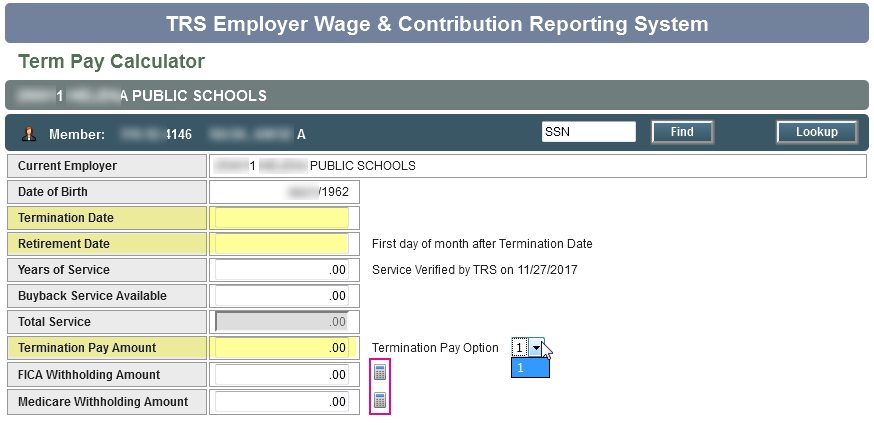 TRS Employer Wage & Contribution Reporting System
Term Pay Calculator
1 A PUBLIC SCHOOLS
Member: 4146 A SSN Find Lookup
Current Employer 1 PUBLIC SCHOOLS
Date of Birth /1962
Termination Date
Retirement Date First day of month after Termination Date
Years of Service .00 Service Verified by TRS on 11/27/2017
Buyback Service Available .00
Total Service .00
Termination Pay Amount .00 Termination Pay Option 1
1
FICA Withholding Amount .00
Medicare Withholding Amount .00